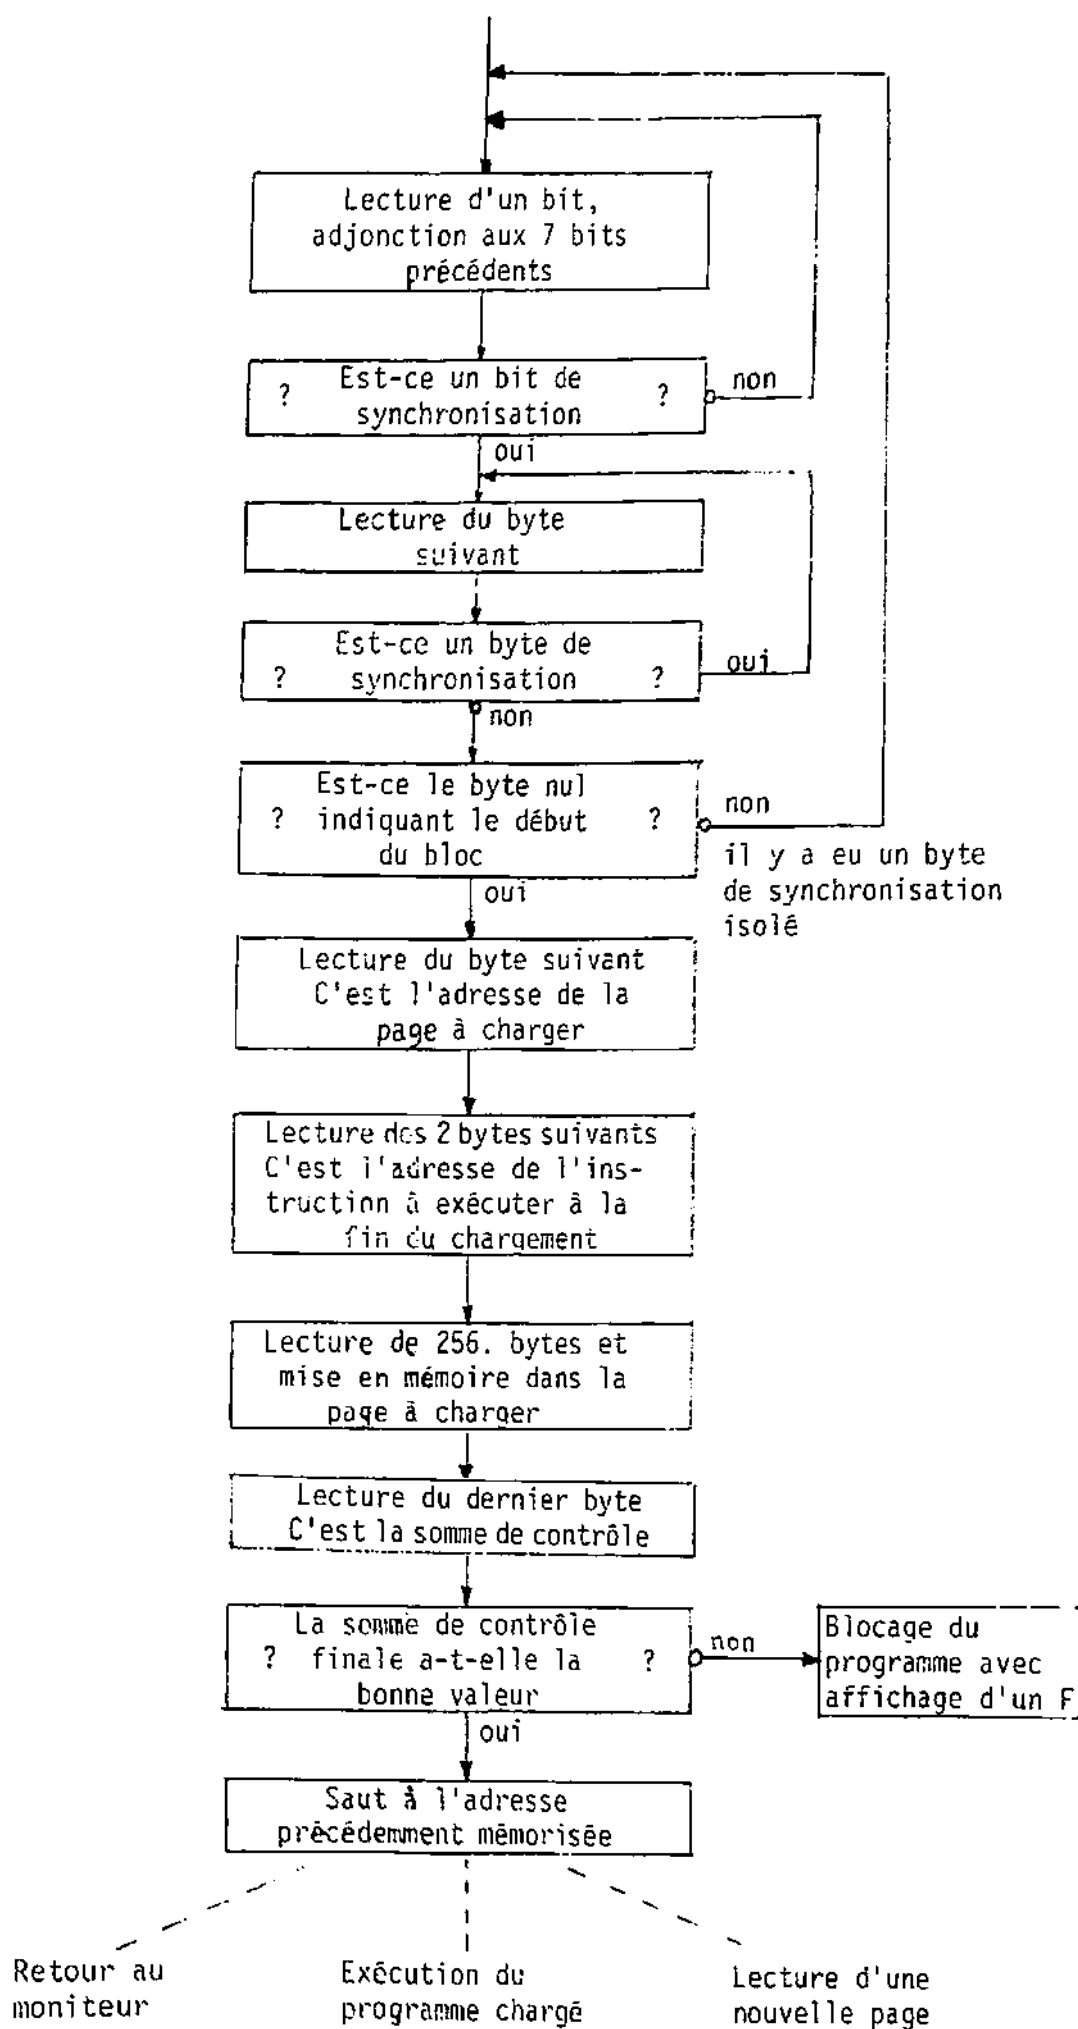 Lecture d'un bit,
adjonction aux 7 bits
précédents
? Est-ce un bit de ?
synchronisation
non
oui
Lecture du byte
suivant
Est-ce un byte de
? synchronisation ?
oui
non
Est-ce le byte nul
? indiquant le début ?
du bloc
non
il y a eu un byte
de synchronisation
isolé
oui
Lecture du byte suivant
C'est l'adresse de la
page à charger
Lecture des 2 bytes suivants
C'est l'adresse de l'ins-
truction à exécuter à la
fin du chargement
Lecture de 256. bytes et
mise en mémoire dans la
page à charger
Lecture du dernier byte
C'est la somme de contrôle
La somme de contrôle
? finale a-t-elle la ?
bonne valeur
non
Blocage du
programme avec
affichage d'un F
oui
Saut à l'adresse
précédemment mémorisée
Retour au
moniteur
Exécution du
programme chargé
Lecture d'une
nouvelle page